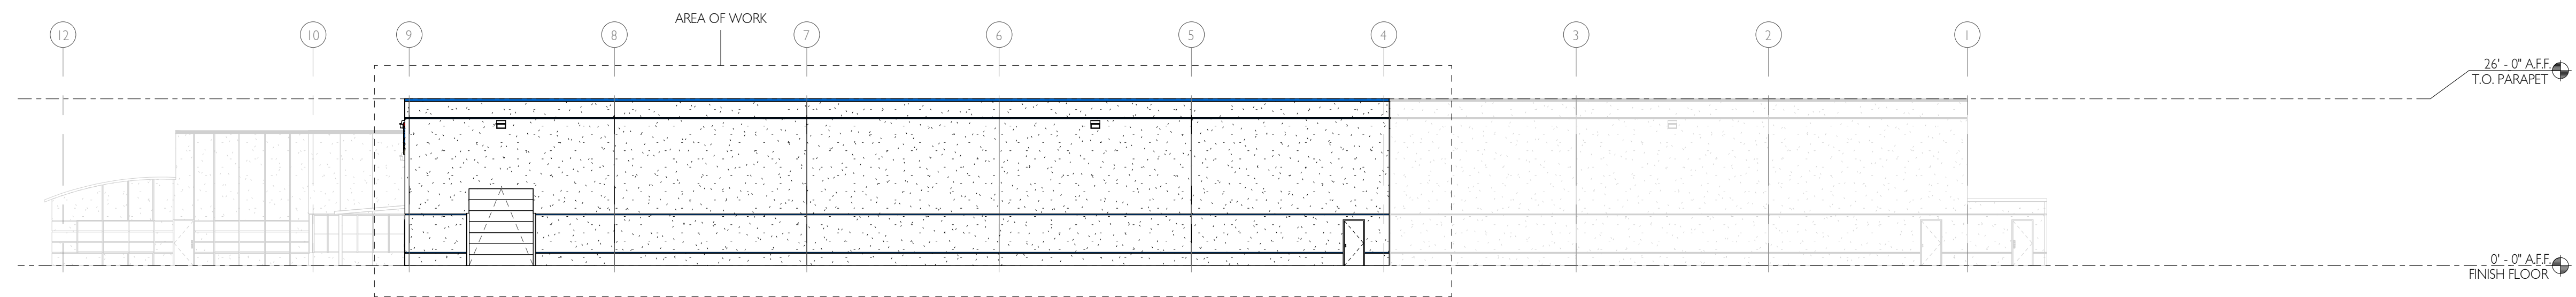 AREA OF WORK
12 10 9 8 7 6 5 4 3 2 1
26' - 0" A.F.F.
T.O. PARAPET
0' - 0" A.F.F.
FINISH FLOOR